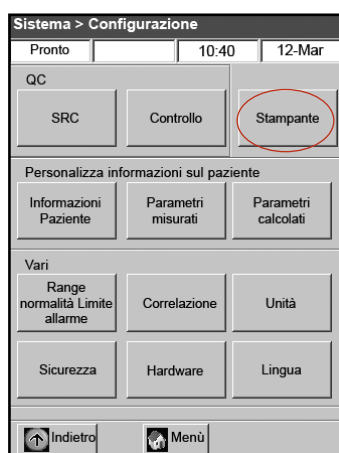 Sistema > Configurazione
Pronto 10:40 12-Mar
QC
SRC Controllo Stampante
Personalizza informazioni sul paziente
Informazioni Paziente Parametri misurati Parametri calcolati
Vari
Range normalità Limite allarme Correlazione Unità
Sicurezza Hardware Lingua
Indietro Menù